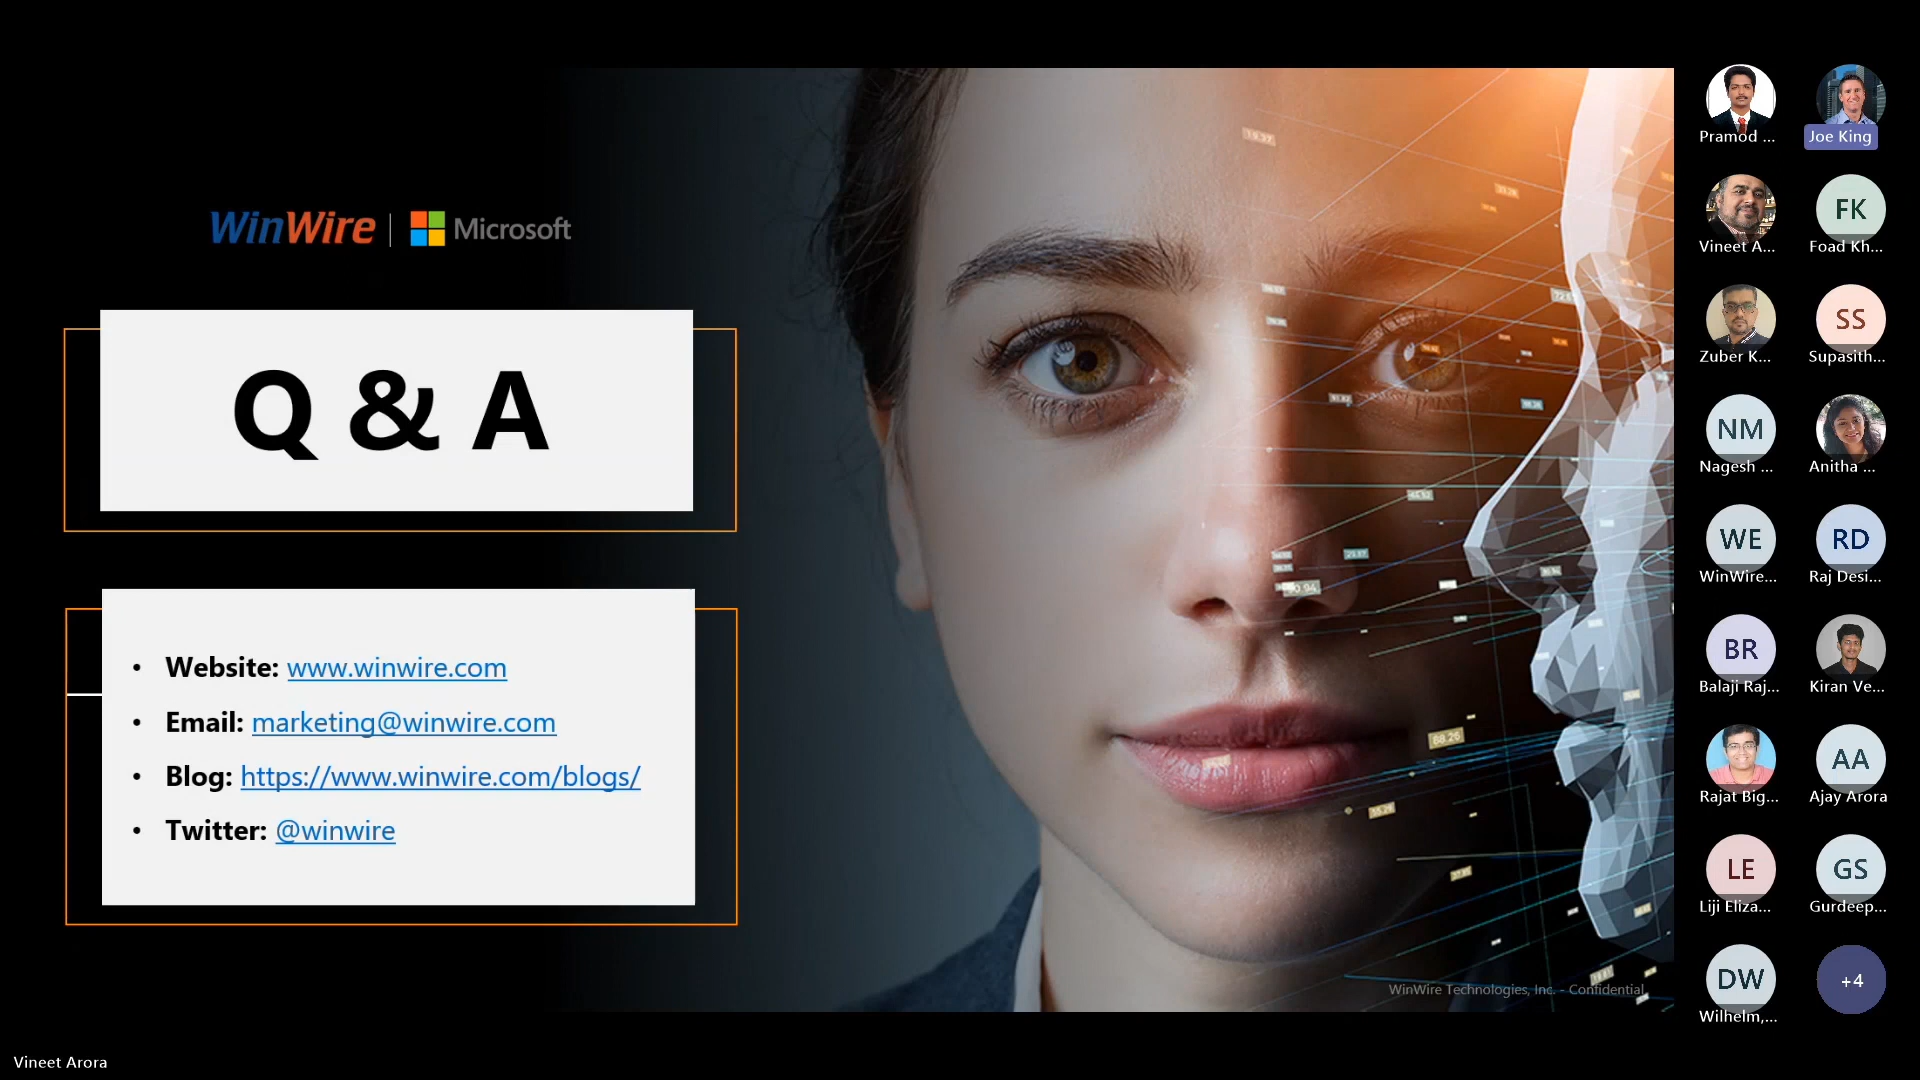 WinWire | Microsoft
Q & A
• Website: www.winwire.com
• Email: marketing@winwire.com
• Blog: https://www.winwire.com/blogs/
• Twitter: @winwire
WinWire Technologies, Inc. - Confidential
68.26
Pramod ...
Joe King
Vineet A...
FK
Foad Kh...
Zuber K...
SS
Supasith...
NM
Nagesh ...
Anitha ...
WE
WinWire...
RD
Raj Desi...
BR
Balaji Raj...
Kiran Ve...
Rajat Big...
AA
Ajay Arora
LE
Liji Eliza...
GS
Gurdeep...
DW
Wilhelm,...
+4
Vineet Arora